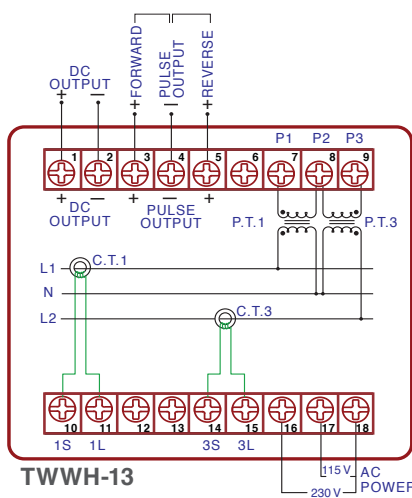 DC
OUTPUT
+ −
+ FORWARD
− PULSE
OUTPUT
+ REVERSE
P1 P2 P3
1 2 3 4 5 6 7 8 9
+ − + − +
DC
OUTPUT
PULSE
OUTPUT
P.T.1 P.T.3
C.T.1
L1
N
C.T.3
L2
10 11 12 13 14 15 16 17 18
1S 1L 3S 3L
115 V
AC
POWER
230 V
TWWH-13